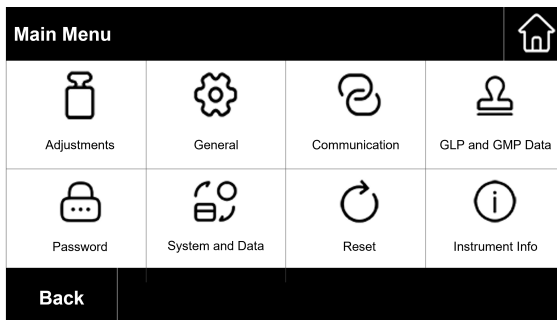 Main Menu
Adjustments
General
Communication
GLP and GMP Data
Password
System and Data
Reset
Instrument Info
Back